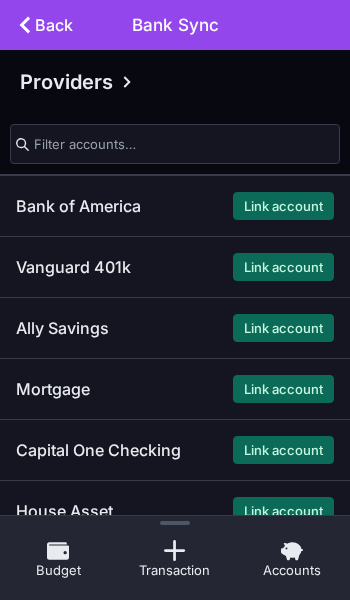 Back
Bank Sync
Providers
Filter accounts...
Bank of America
Link account
Vanguard 401k
Link account
Ally Savings
Link account
Mortgage
Link account
Capital One Checking
Link account
House Asset
Link account
Budget
Transaction
Accounts